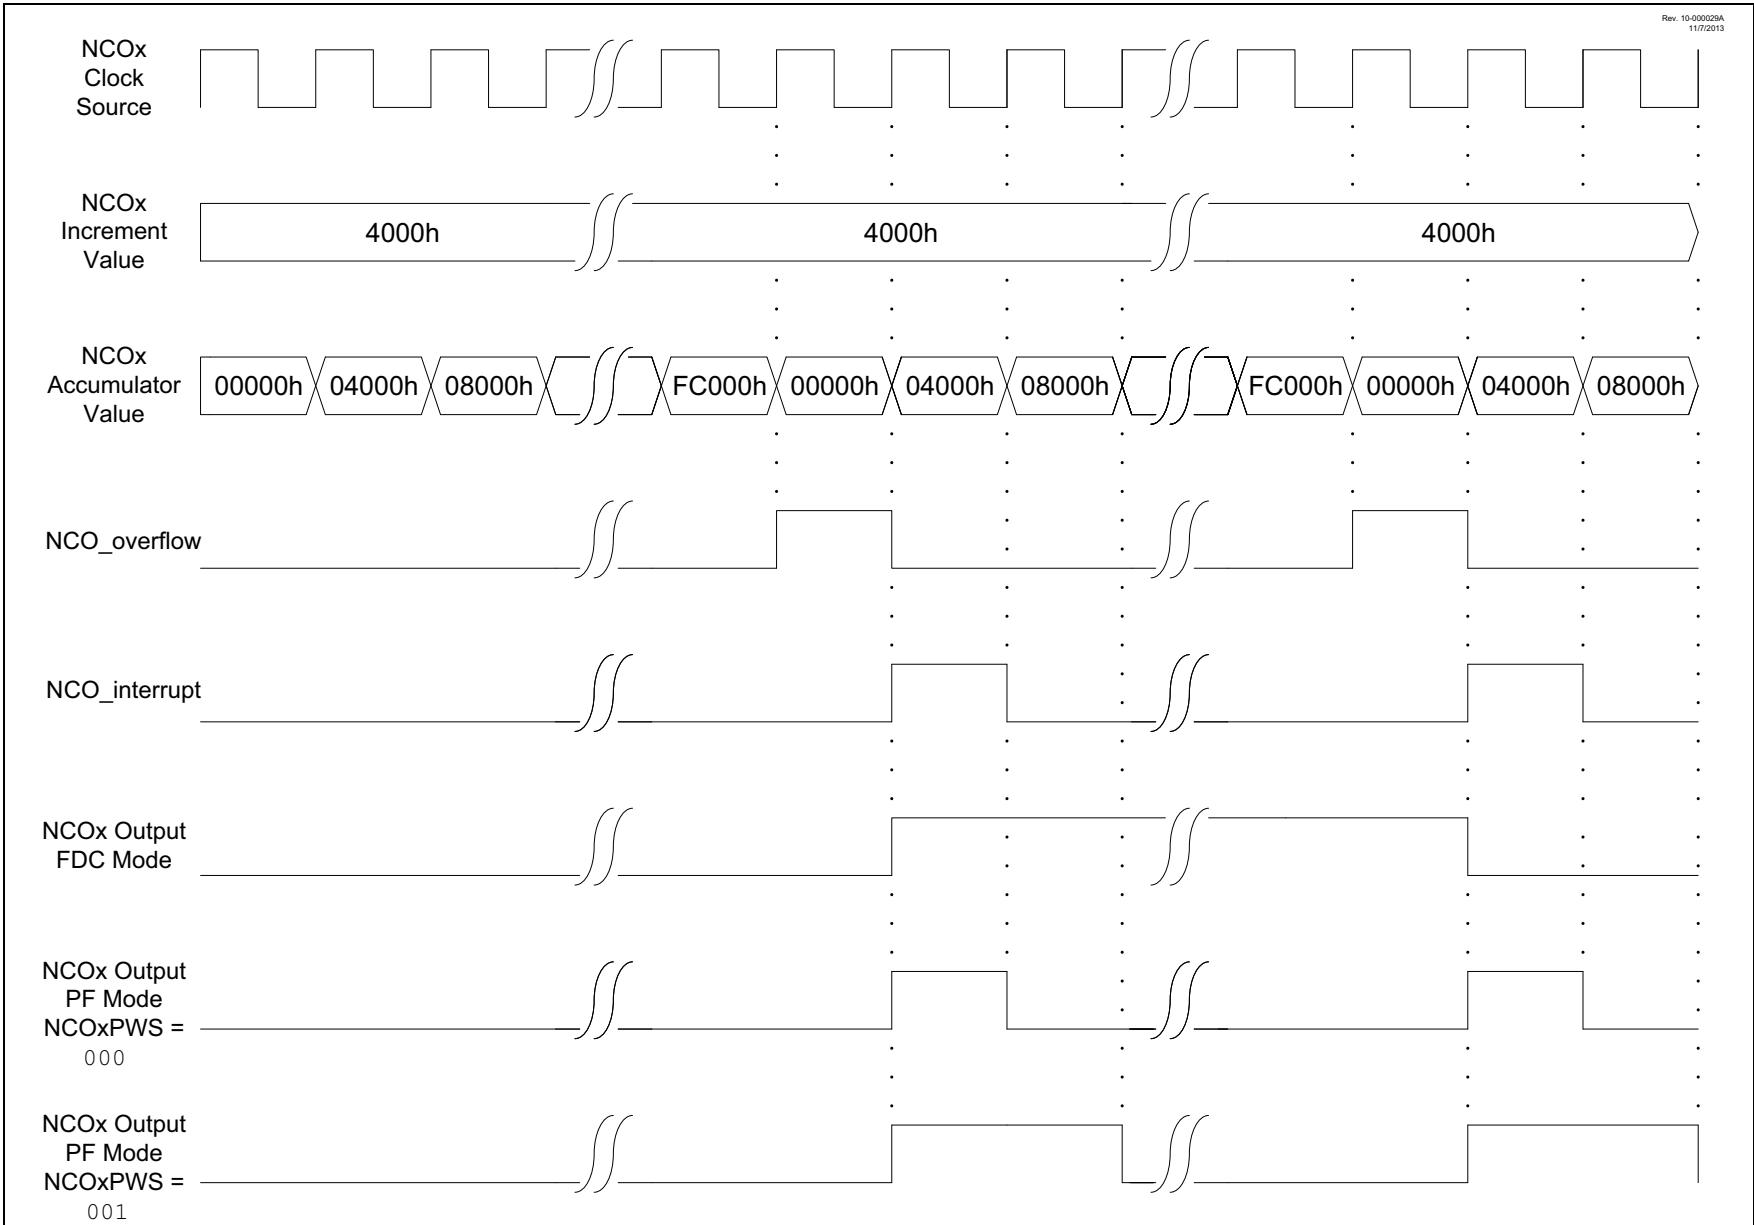 Rev. 10-000029A
11/7/2013
NCOx
Clock
Source
NCOx
Increment
Value
4000h 4000h 4000h
NCOx
Accumulator
Value
00000h 04000h 08000h FC000h 00000h 04000h 08000h FC000h 00000h 04000h 08000h
NCO_overflow
NCO_interrupt
NCOx Output
FDC Mode
NCOx Output
PF Mode
NCOxPWS =
000
NCOx Output
PF Mode
NCOxPWS =
001